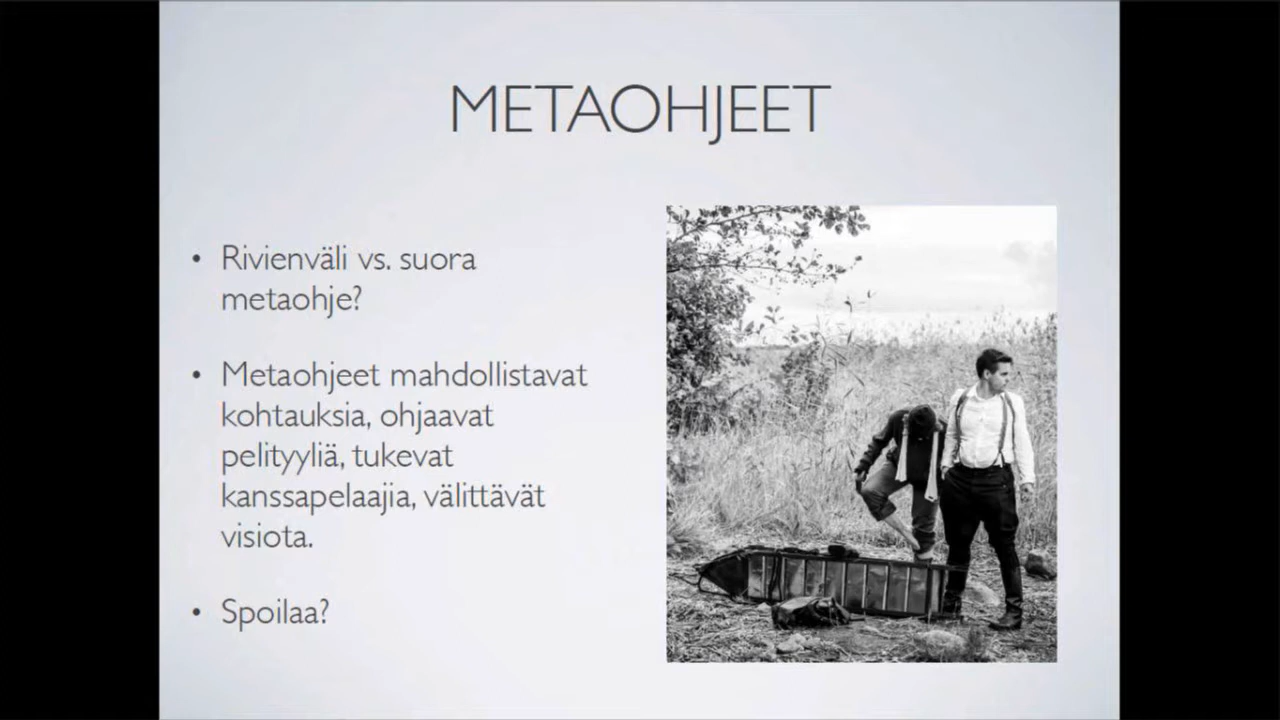 METAOHJEET
• Rivienväli vs. suora
metaohje?
• Metaohjeet mahdollistavat
kohtauksia, ohjaavat
pelityyliä, tukevat
kanssapelaajia, välittävät
visiota.
• Spoilaa?